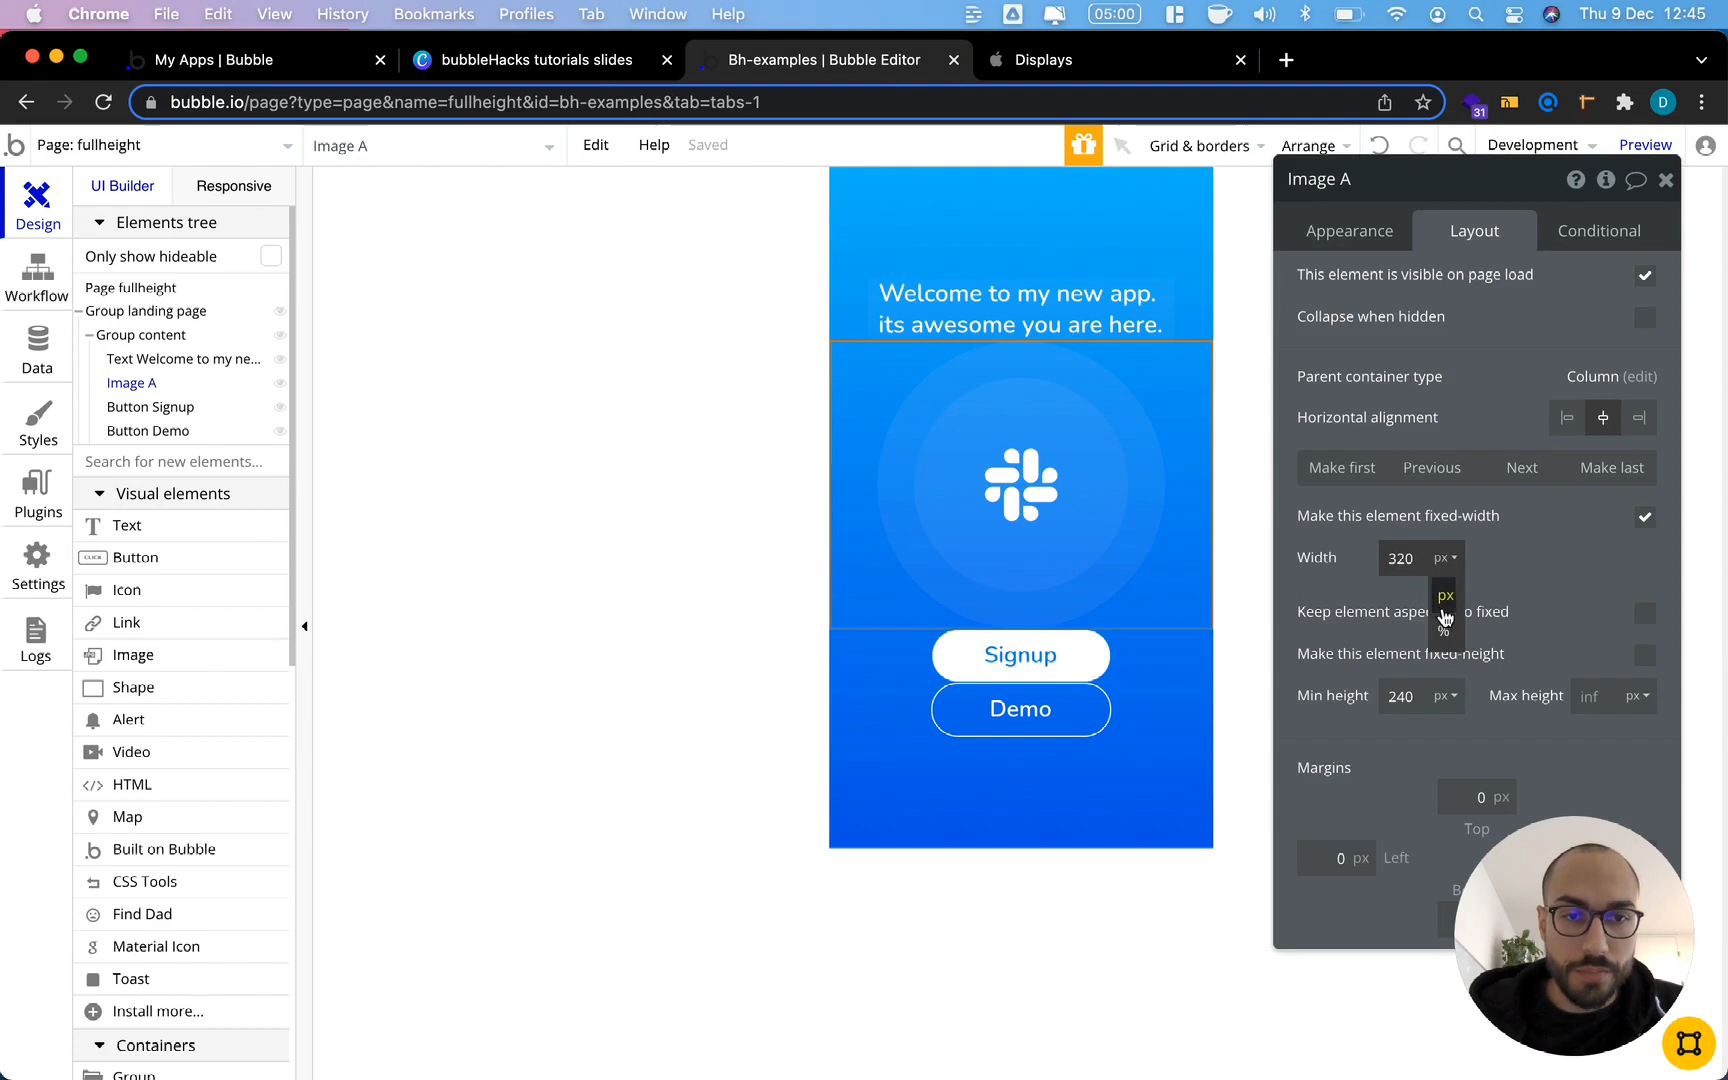 Chrome File Edit View History Bookmarks Profiles Tab Window Help 05:00 Thu 9 Dec 12:45
My Apps | Bubble bubbleHacks tutorials slides Bh-examples | Bubble Editor Displays
bubble.io/page?type=page&name=fullheight&id=bh-examples&tab=tabs-1 31 D
Page: fullheight Image A Edit Help Saved Grid & borders Arrange Development Preview
Design
Workflow
Data
Styles
Plugins
Settings
Logs
UI Builder Responsive
Elements tree
Only show hideable
Page fullheight
Group landing page
Group content
Text Welcome to my ne...
Image A
Button Signup
Button Demo
Search for new elements...
Visual elements
Text
CLICK Button
Icon
Link
Image
Shape
Alert
Video
HTML
Map
Built on Bubble
CSS Tools
Find Dad
Material Icon
Toast
Install more...
Containers
Group
Welcome to my new app.
its awesome you are here.
Signup
Demo
Image A
Appearance Layout Conditional
This element is visible on page load
Collapse when hidden
Parent container type Column (edit)
Horizontal alignment
Make first Previous Next Make last
Make this element fixed-width
Width 320 px
px
%
Keep element aspe o fixed
Make this element fixed-height
Min height 240 px Max height inf px
Margins
0 px
Top
0 px Left
B